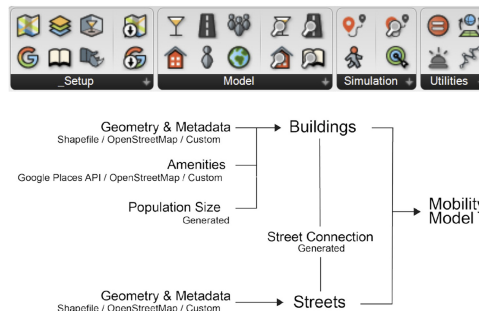 _Setup
Model
Simulation
Utilities
Geometry & Metadata
Shapefile / OpenStreetMap / Custom
Buildings
Amenities
Google Places API / OpenStreetMap / Custom
Population Size
Generated
Mobility
Model
Street Connection
Generated
Geometry & Metadata
Shapefile / OpenStreetMap / Custom
Streets